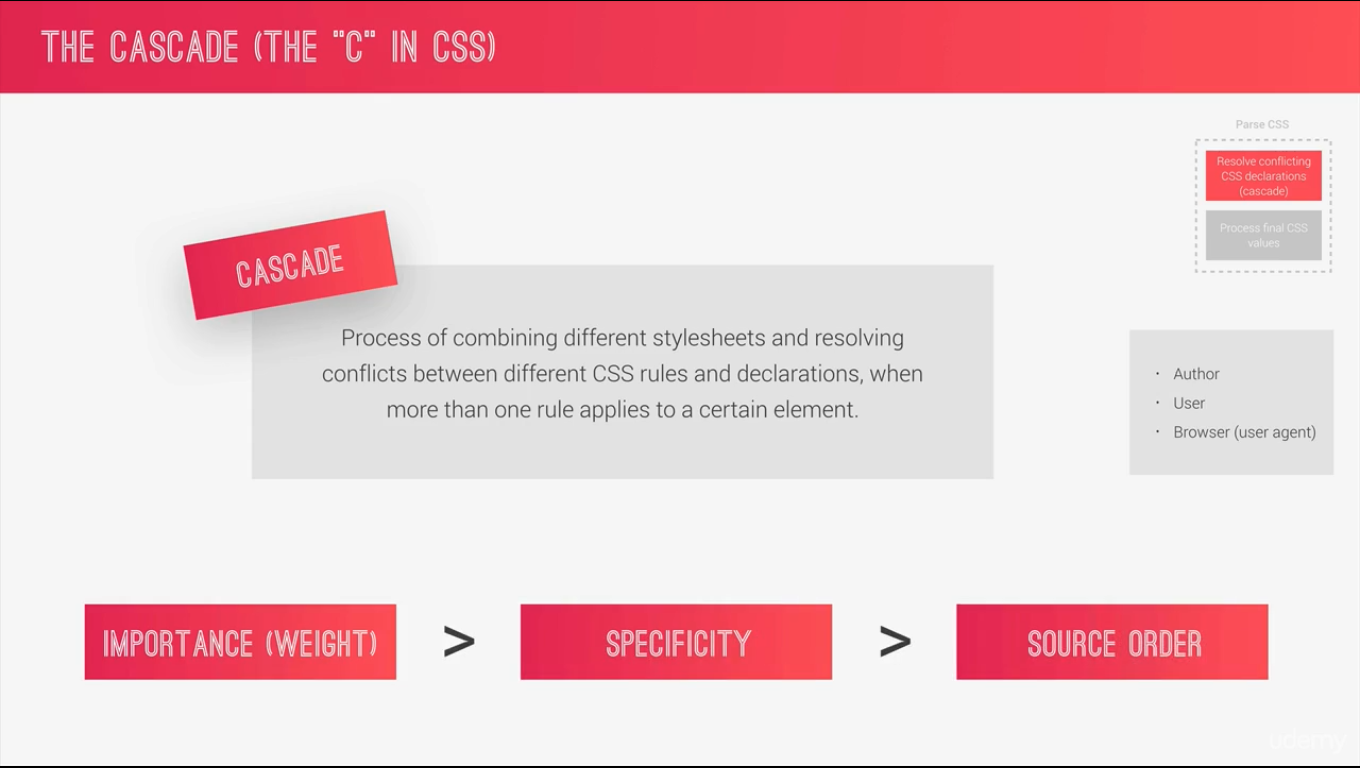 THE CASCADE (THE "C" IN CSS)
Parse CSS
Resolve conflicting
CSS declarations
(cascade)
Process final CSS
values
CASCADE
Process of combining different stylesheets and resolving
conflicts between different CSS rules and declarations, when
more than one rule applies to a certain element.
· Author
· User
· Browser (user agent)
IMPORTANCE (WEIGHT) > SPECIFICITY > SOURCE ORDER
udemy